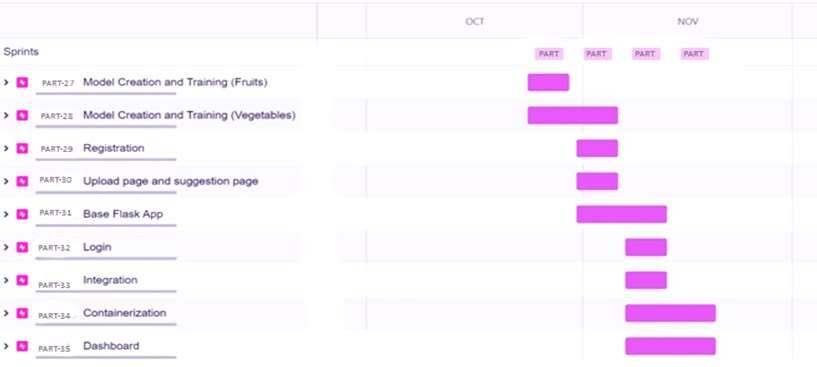 OCT NOV
Sprints PART PART PART PART
PART-27 Model Creation and Training (Fruits)
PART-28 Model Creation and Training (Vegetables)
PART-29 Registration
PART-30 Upload page and suggestion page
PART-31 Base Flask App
PART-32 Login
PART-33 Integration
PART-34 Containerization
PART-35 Dashboard